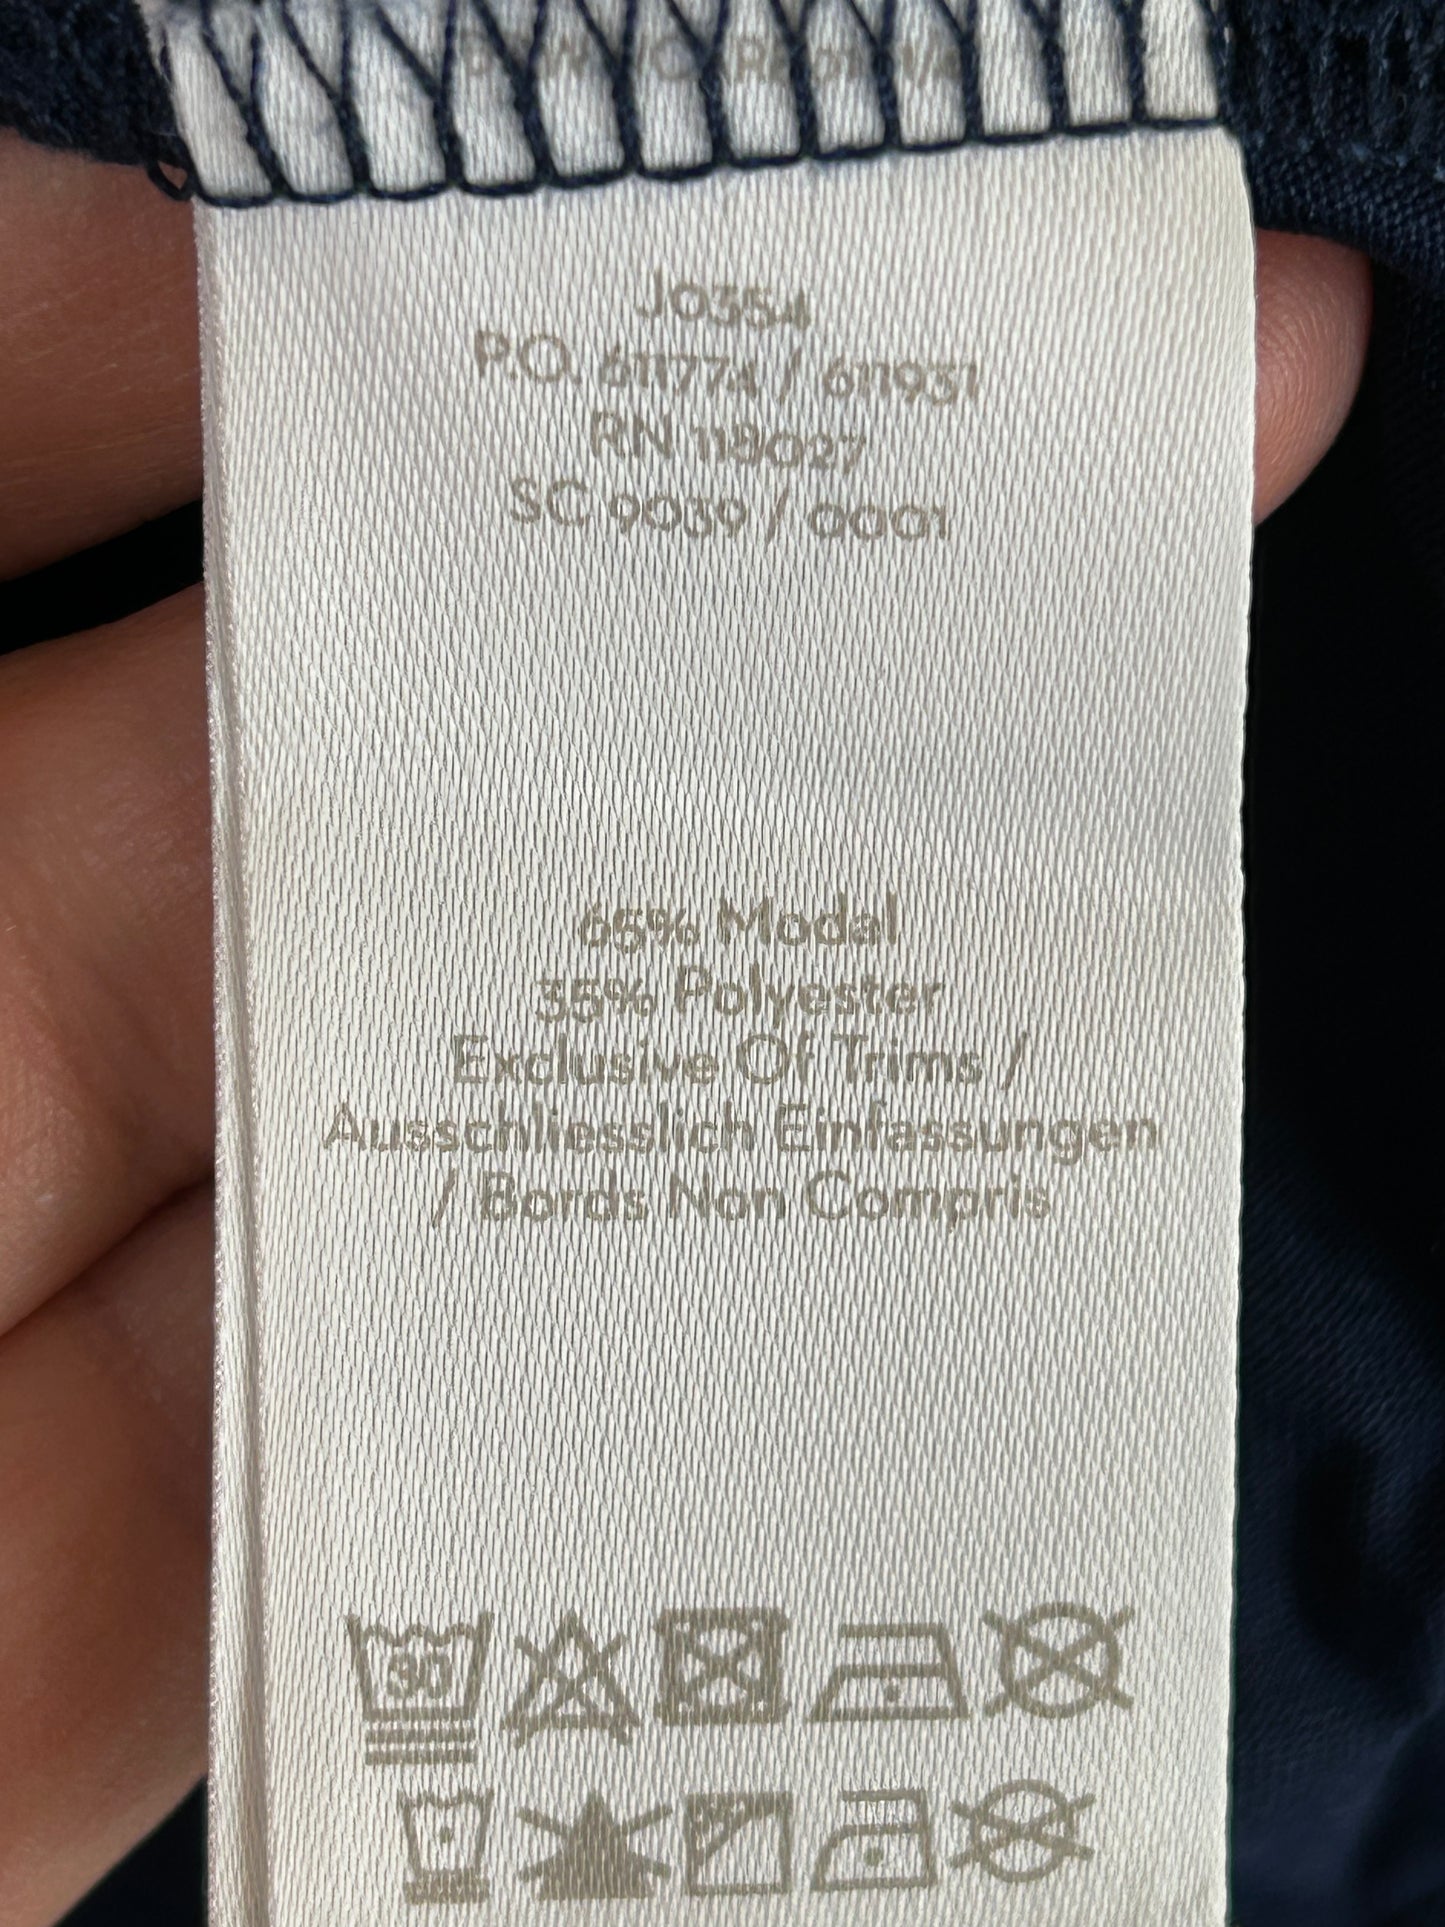 J0354
P.O. 611774 / 611931
RN 118027
SC 9039 / 0001
65% Modal
35% Polyester
Exclusive Of Trims /
Ausschliesslich Einfassungen
/ Bords Non Compris
30